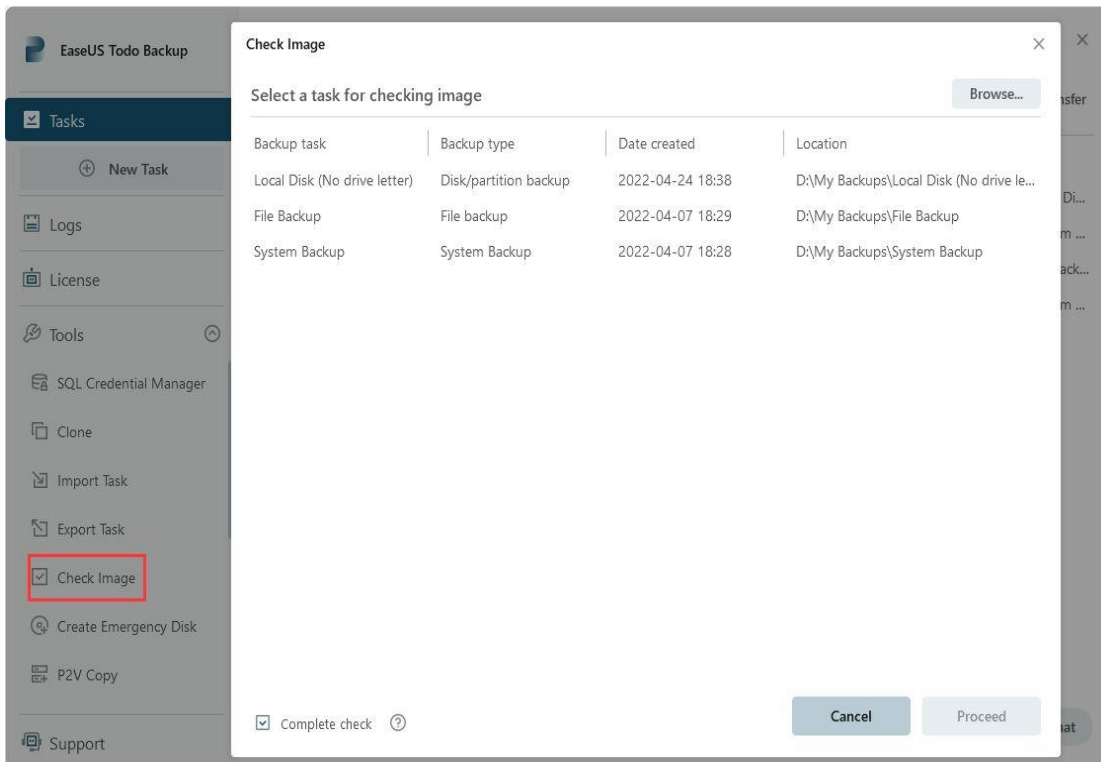 EaseUS Todo Backup
Tasks
New Task
Logs
License
Tools
SQL Credential Manager
Clone
Import Task
Export Task
Check Image
Create Emergency Disk
P2V Copy
Support
Check Image
Select a task for checking image
Browse...
Backup task Backup type Date created Location
Local Disk (No drive letter) Disk/partition backup 2022-04-24 18:38 D:\My Backups\Local Disk (No drive le...
File Backup File backup 2022-04-07 18:29 D:\My Backups\File Backup
System Backup System Backup 2022-04-07 18:28 D:\My Backups\System Backup
Complete check
Cancel
Proceed
nsfer
Di...
m ...
ack...
m ...
nat